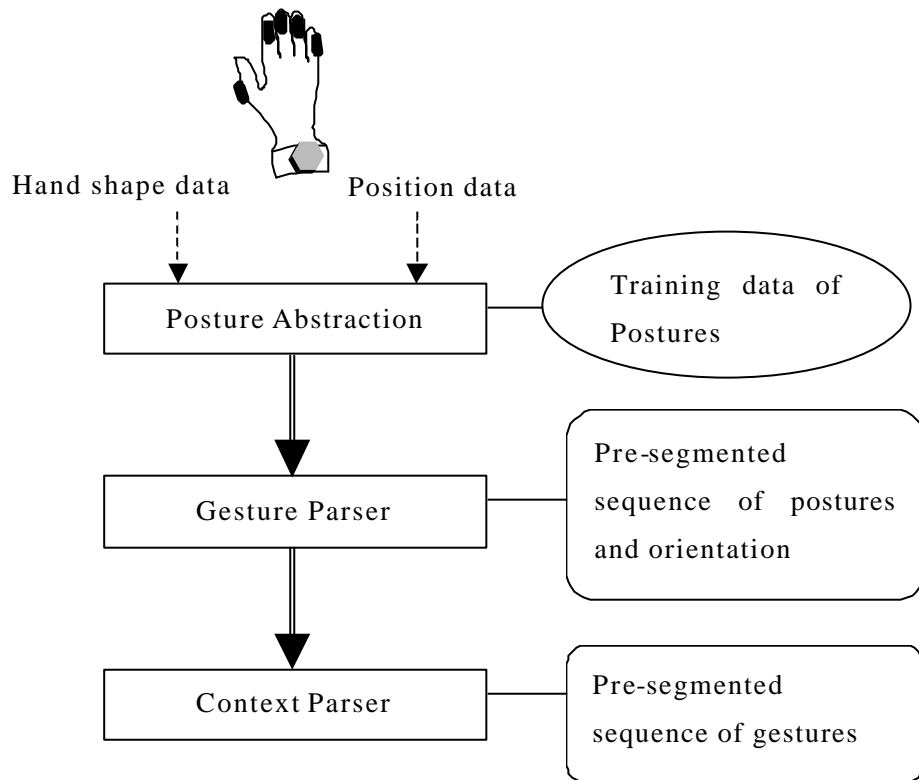 Hand shape data
Position data
Posture Abstraction
Training data of
Postures
Gesture Parser
Pre-segmented
sequence of postures
and orientation
Context Parser
Pre-segmented
sequence of gestures